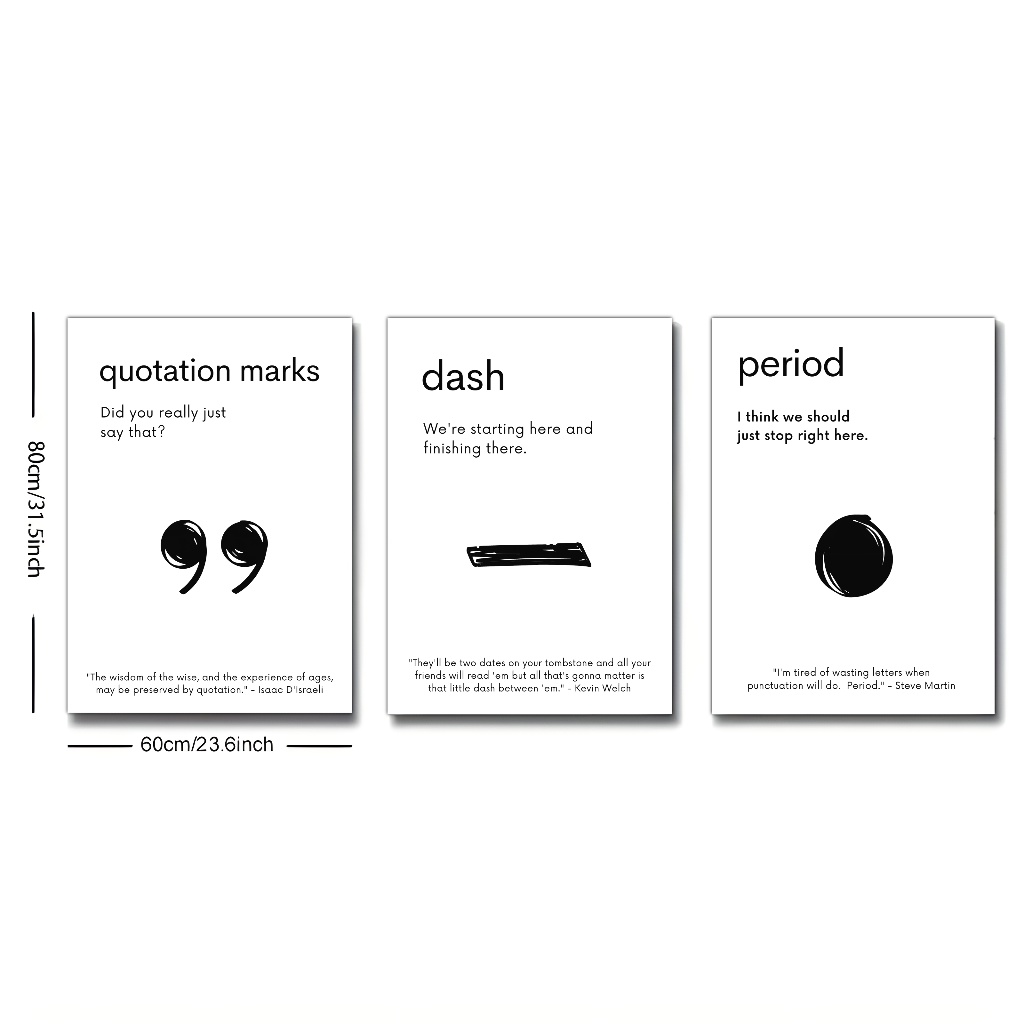 quotation marks
Did you really just
say that?
"The wisdom of the wise, and the experience of ages,
may be preserved by quotation." - Isaac D'Israeli
dash
We're starting here and
finishing there.
"They'll be two dates on your tombstone and all your
friends will read 'em but all that's gonna matter is
that little dash between 'em." - Kevin Welch
period
I think we should
just stop right here.
"I'm tired of wasting letters when
punctuation will do.  Period." - Steve Martin
80cm/31.5inch
60cm/23.6inch